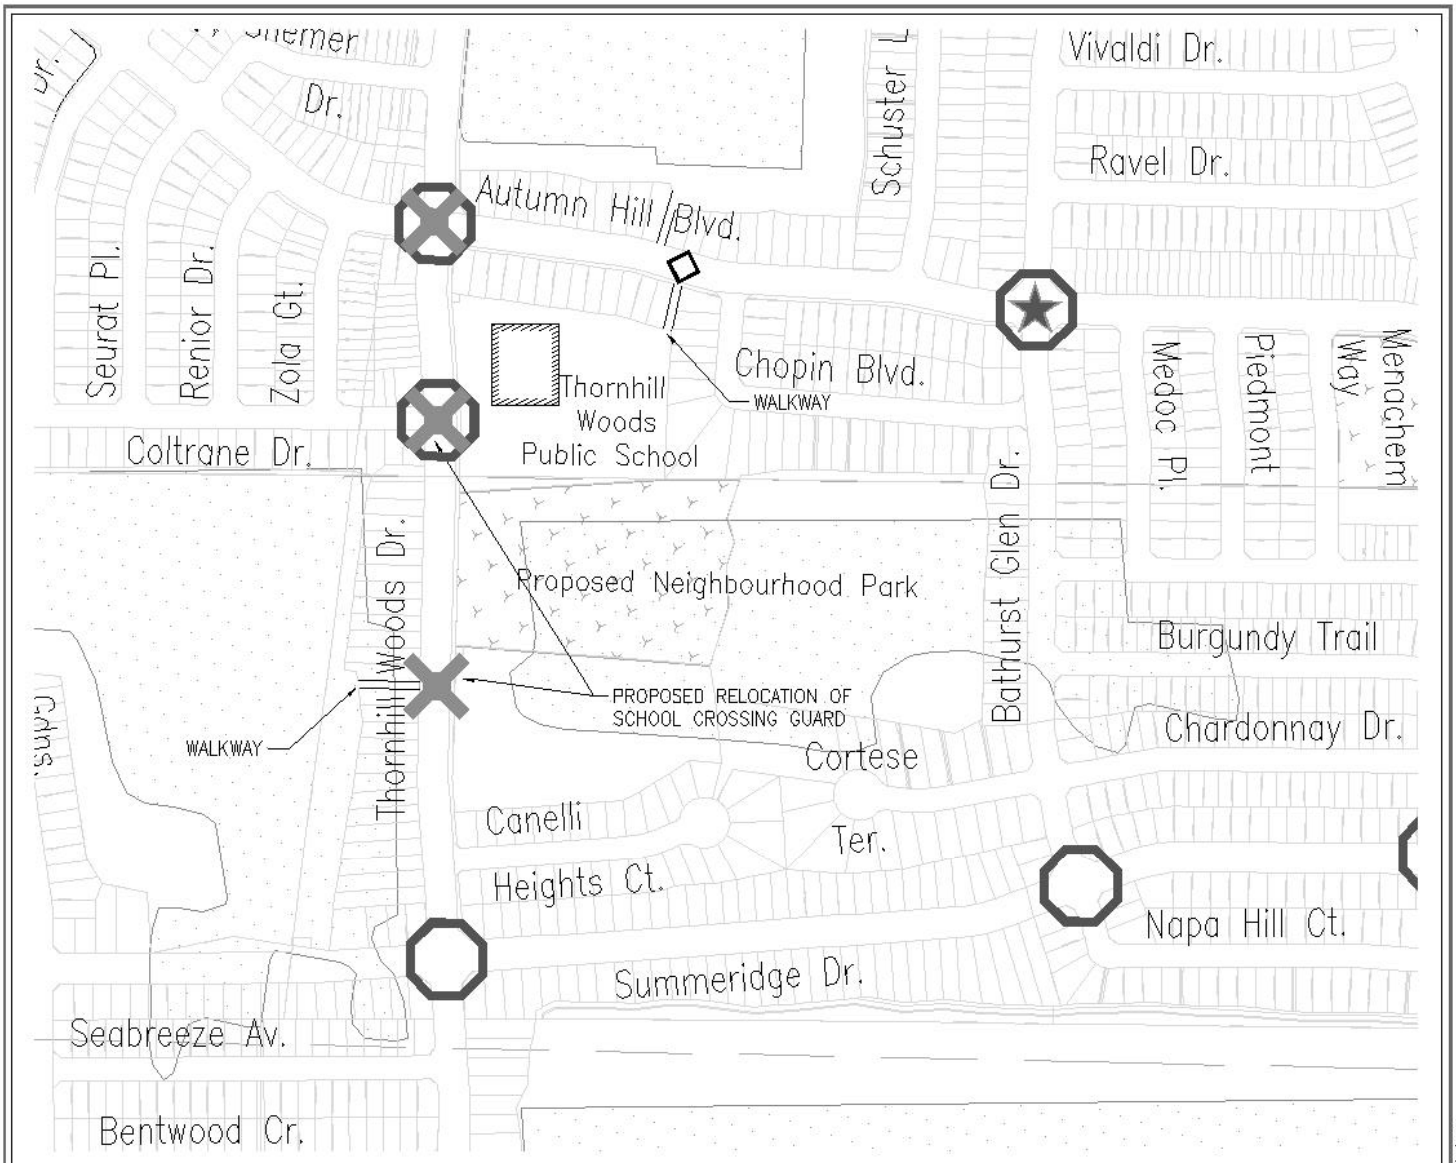 Dr.
Dr.
Schuster L
Vivaldi Dr.
Ravel Dr.
Autumn Hill Blvd.
Seurat Pl.
Renior Dr.
Zola Gt.
Chopin Blvd.
WALKWAY
Thornhill
Woods
Public School
Medoc Pl.
Piedmont
Menachem
Way
Coltrane Dr.
Bathurst Glen Dr.
Thornhill Woods Dr.
Proposed Neighbourhood Park
Burgundy Trail
PROPOSED RELOCATION OF
SCHOOL CROSSING GUARD
WALKWAY
Gdns.
Chardonnay Dr.
Cortese
Ter.
Canelli
Heights Ct.
Napa Hill Ct.
Summeridge Dr.
Seabreeze Av.
Bentwood Cr.